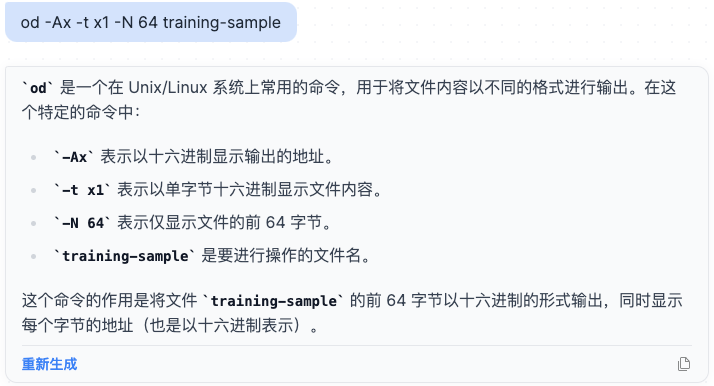 od -Ax -t x1 -N 64 training-sample
`od` 是一个在 Unix/Linux 系统上常用的命令，用于将文件内容以不同的格式进行输出。在这
个特定的命令中：
`-Ax` 表示以十六进制显示输出的地址。
`-t x1` 表示以单字节十六进制显示文件内容。
`-N 64` 表示仅显示文件的前 64 字节。
`training-sample` 是要进行操作的文件名。
这个命令的作用是将文件 `training-sample` 的前 64 字节以十六进制的形式输出，同时显示
每个字节的地址（也是以十六进制表示）。
重新生成